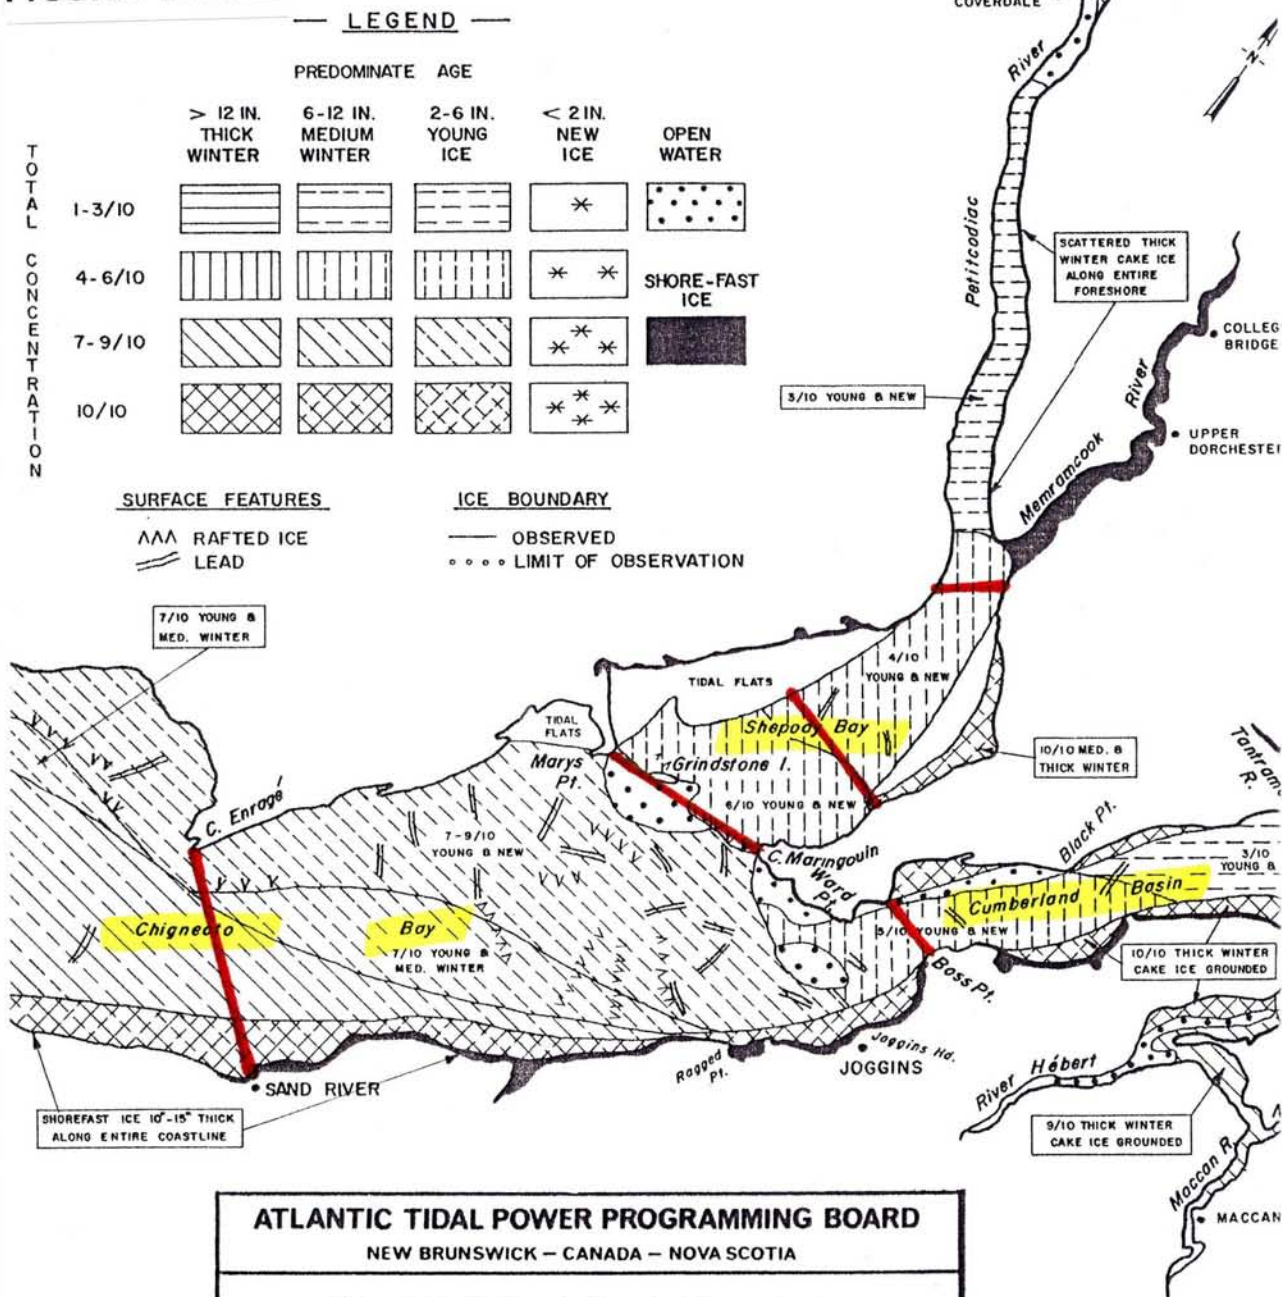 COVERDALE
LEGEND
PREDOMINATE AGE
> 12 IN.
THICK
WINTER
6-12 IN.
MEDIUM
WINTER
2-6 IN.
YOUNG
ICE
< 2 IN.
NEW
ICE
OPEN
WATER
TOTAL CONCENTRATION
1-3/10
4-6/10
7-9/10
10/10
SHORE-FAST
ICE
SURFACE FEATURES
RAFTED ICE
LEAD
ICE BOUNDARY
OBSERVED
LIMIT OF OBSERVATION
River
-N-
Petitcodiac
SCATTERED THICK
WINTER CAKE ICE
ALONG ENTIRE
FORESHORE
COLLEG
BRIDGE
River
3/10 YOUNG & NEW
UPPER
DORCHESTE
Memramcook
7/10 YOUNG &
MED. WINTER
4/10
YOUNG & NEW
TIDAL FLATS
TIDAL
FLATS
Shepody Bay
Marys
Pt.
Grindstone I.
10/10 MED. &
THICK WINTER
Tantram
R.
6/10 YOUNG & NEW
C. Enragé
7-9/10
YOUNG & NEW
C. Maringouin
Ward
Pt.
Black Pt.
3/10
YOUNG &
Cumberland Basin
Chignecto Bay
7/10 YOUNG &
MED. WINTER
5/10 YOUNG & NEW
Boss Pt.
10/10 THICK WINTER
CAKE ICE GROUNDED
Ragged
Pt.
Joggins Hd.
JOGGINS
SAND RIVER
River Hébert
SHOREFAST ICE 10"-15" THICK
ALONG ENTIRE COASTLINE
9/10 THICK WINTER
CAKE ICE GROUNDED
Maccan R.
MACCAN
ATLANTIC TIDAL POWER PROGRAMMING BOARD
NEW BRUNSWICK — CANADA — NOVA SCOTIA